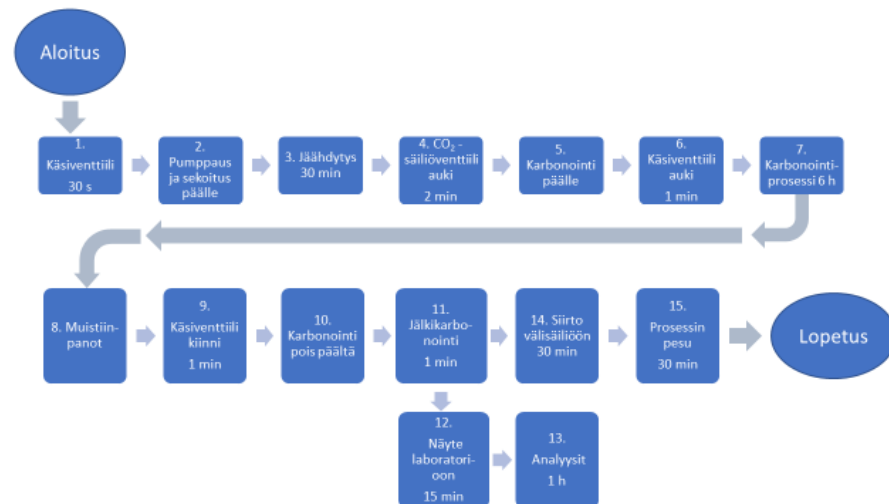 Aloitus
1.
Käsiventtiili
30 s
2.
Pumppaus
ja sekoitus
päälle
3. Jäähdytys
30 min
4. CO₂ -
säiliöventtiili
auki
2 min
5.
Karbonointi
päälle
6.
Käsiventtiili
auki
1 min
7.
Karbonointi-
prosessi 6 h
8. Muistiin-
panot
9.
Käsiventtiili
kiinni
1 min
10.
Karbonointi
pois päältä
11.
Jälkikarbo-
nointi
1 min
14. Siirto
välisäiliöön
30 min
15.
Prosessin
pesu
30 min
Lopetus
12.
Näyte
laboratori-
oon
15 min
13.
Analyysit
1 h